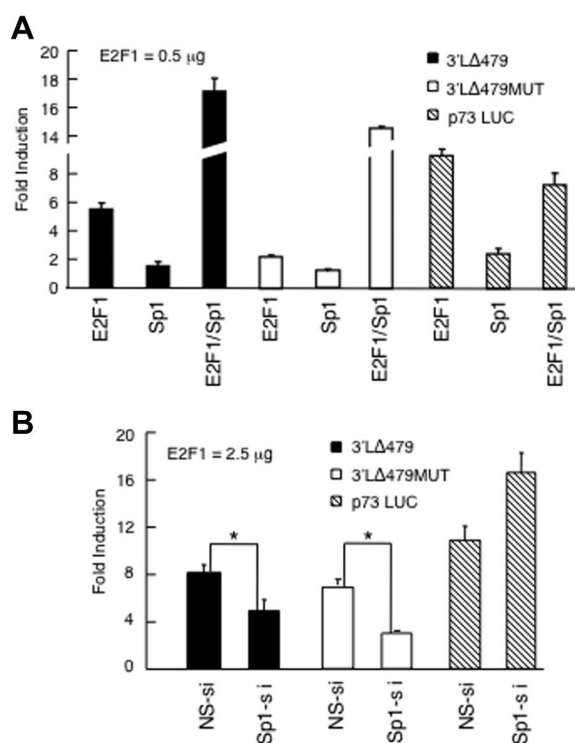 A
Fold Induction
20
18
16
14
8
6
4
2
0
E2F1 = 0.5 µg
3'LΔ479
3'LΔ479MUT
p73 LUC
E2F1
Sp1
E2F1/Sp1
E2F1
Sp1
E2F1/Sp1
E2F1
Sp1
E2F1/Sp1
B
Fold Induction
20
16
12
8
4
0
E2F1 = 2.5 µg
3'LΔ479
3'LΔ479MUT
p73 LUC
*
*
NS-si
Sp1-s i
NS-si
Sp1-s i
NS-si
Sp1-s i